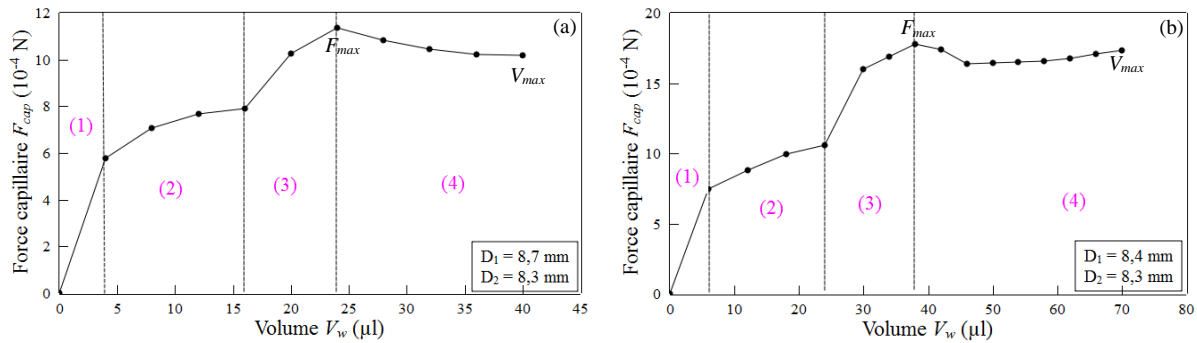 (a)
Force capillaire F_cap (10⁻⁴ N)
12
10
8
6
4
2
0
(1)
(2)
(3)
(4)
F_max
V_max
D₁ = 8,7 mm
D₂ = 8,3 mm
0 5 10 15 20 25 30 35 40 45
Volume V_w (µl)
(b)
Force capillaire F_cap (10⁻⁴ N)
20
15
10
5
0
(1)
(2)
(3)
(4)
F_max
V_max
D₁ = 8,4 mm
D₂ = 8,3 mm
0 10 20 30 40 50 60 70 80
Volume V_w (µl)